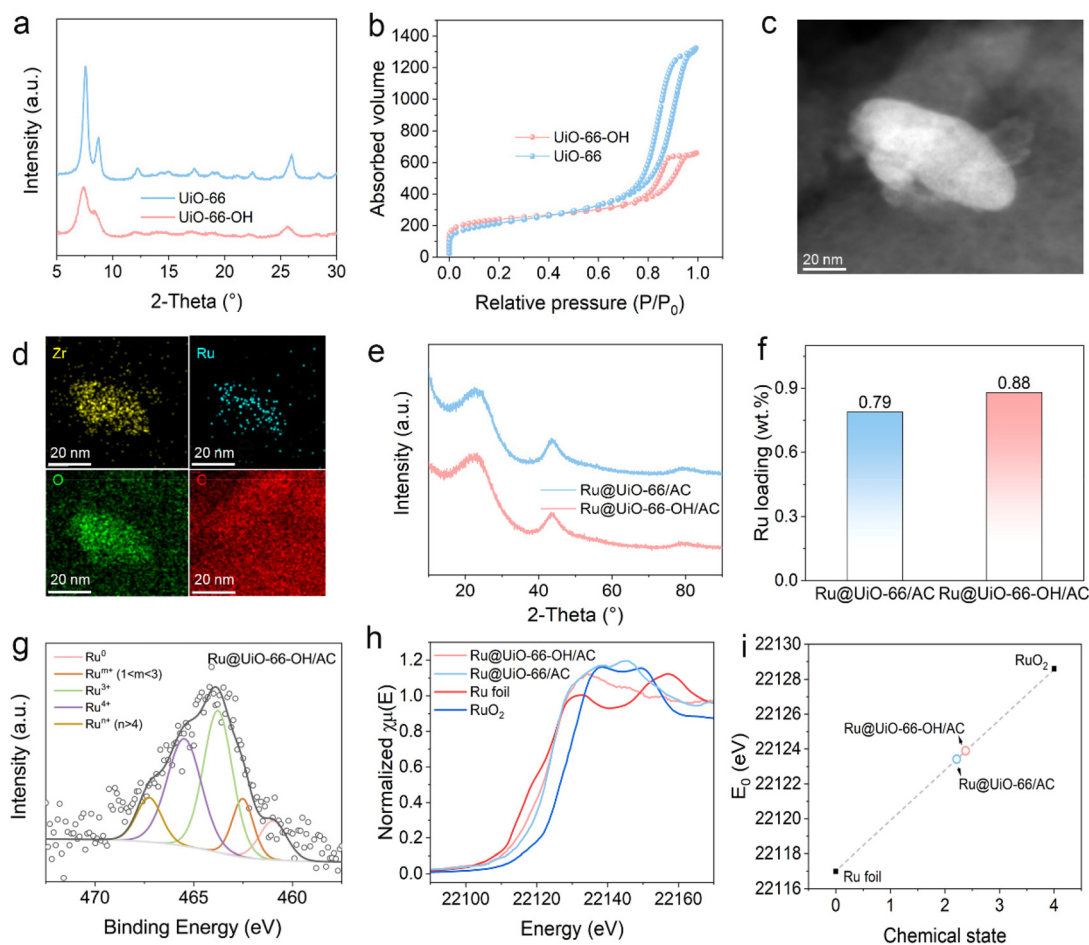 a
Intensity (a.u.)
UiO-66
UiO-66-OH
5 10 15 20 25 30
2-Theta (°)
b
Absorbed volume
1400
1200
1000
800
600
400
200
0
UiO-66-OH
UiO-66
0.0 0.2 0.4 0.6 0.8 1.0
Relative pressure (P/P0)
c
20 nm
d
Zr
20 nm
Ru
20 nm
O
20 nm
C
20 nm
e
Intensity (a.u.)
Ru@UiO-66/AC
Ru@UiO-66-OH/AC
20 40 60 80
2-Theta (°)
f
Ru loading (wt.%)
0.9
0.6
0.3
0.0
0.79
0.88
Ru@UiO-66/AC Ru@UiO-66-OH/AC
g
Intensity (a.u.)
Ru0
Rum+ (1<m<3)
Ru3+
Ru4+
Run+ (n>4)
Ru@UiO-66-OH/AC
470 465 460
Binding Energy (eV)
h
Normalized χμ(E)
1.2
1.0
0.8
0.6
0.4
0.2
0.0
Ru@UiO-66-OH/AC
Ru@UiO-66/AC
Ru foil
RuO2
22100 22120 22140 22160
Energy (eV)
i
E0 (eV)
22130
22128
22126
22124
22122
22120
22118
22116
RuO2
Ru@UiO-66-OH/AC
Ru@UiO-66/AC
Ru foil
0 1 2 3 4
Chemical state